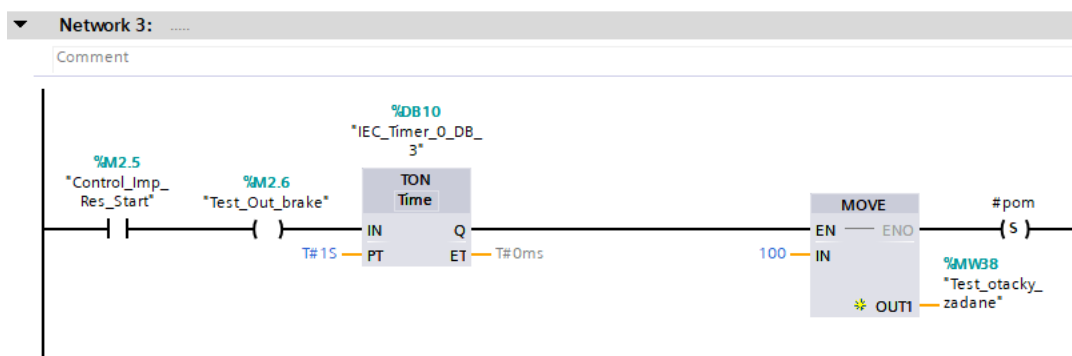 Network 3: .....
Comment
%DB10
"IEC_Timer_0_DB_
3"
%M2.5
"Control_Imp_
Res_Start"
%M2.6
"Test_Out_brake"
TON
Time
IN Q
T#1S PT ET T#0ms
MOVE
EN ENO
100 IN
OUT1
#pom
S
%MW38
"Test_otacky_
zadane"